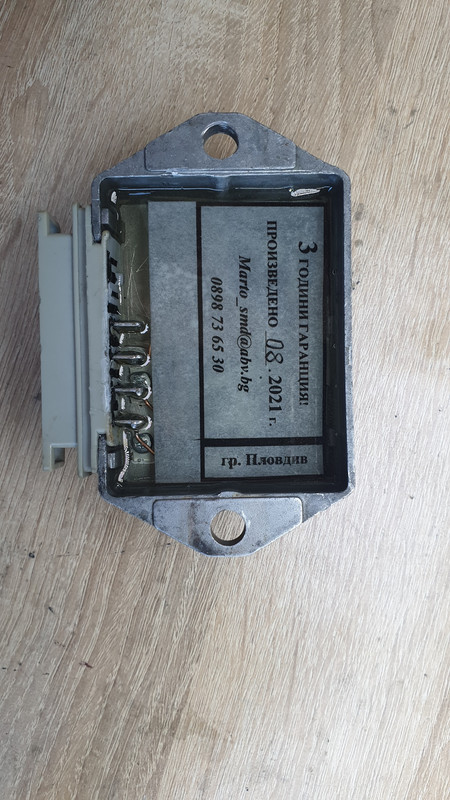 3 ГОДИНИ ГАРАНЦИЯ!
ПРОИЗВЕДЕНО 08.2021 г.
Mario_smd@abv.bg
0898 73 65 30
гр. Пловдив